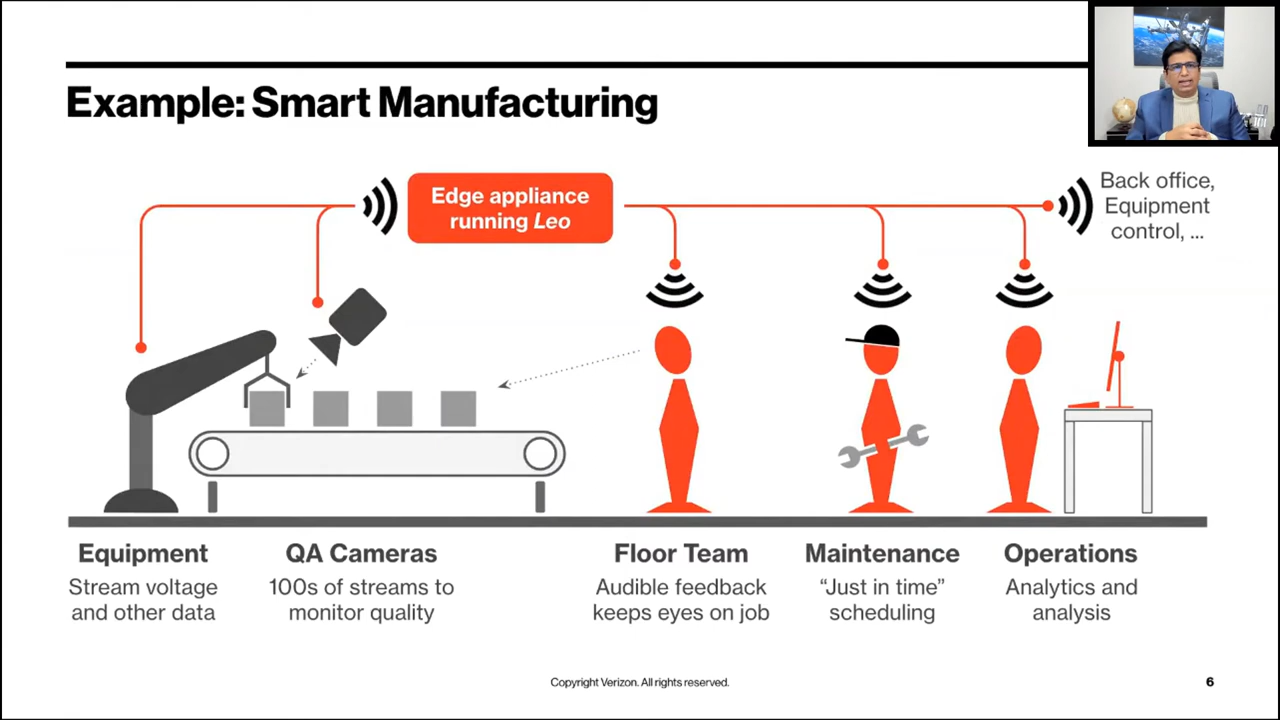 Example: Smart Manufacturing
Edge appliance
running Leo
Back office,
Equipment
control, ...
Equipment
Stream voltage
and other data
QA Cameras
100s of streams to
monitor quality
Floor Team
Audible feedback
keeps eyes on job
Maintenance
“Just in time”
scheduling
Operations
Analytics and
analysis
Copyright Verizon. All rights reserved.
6